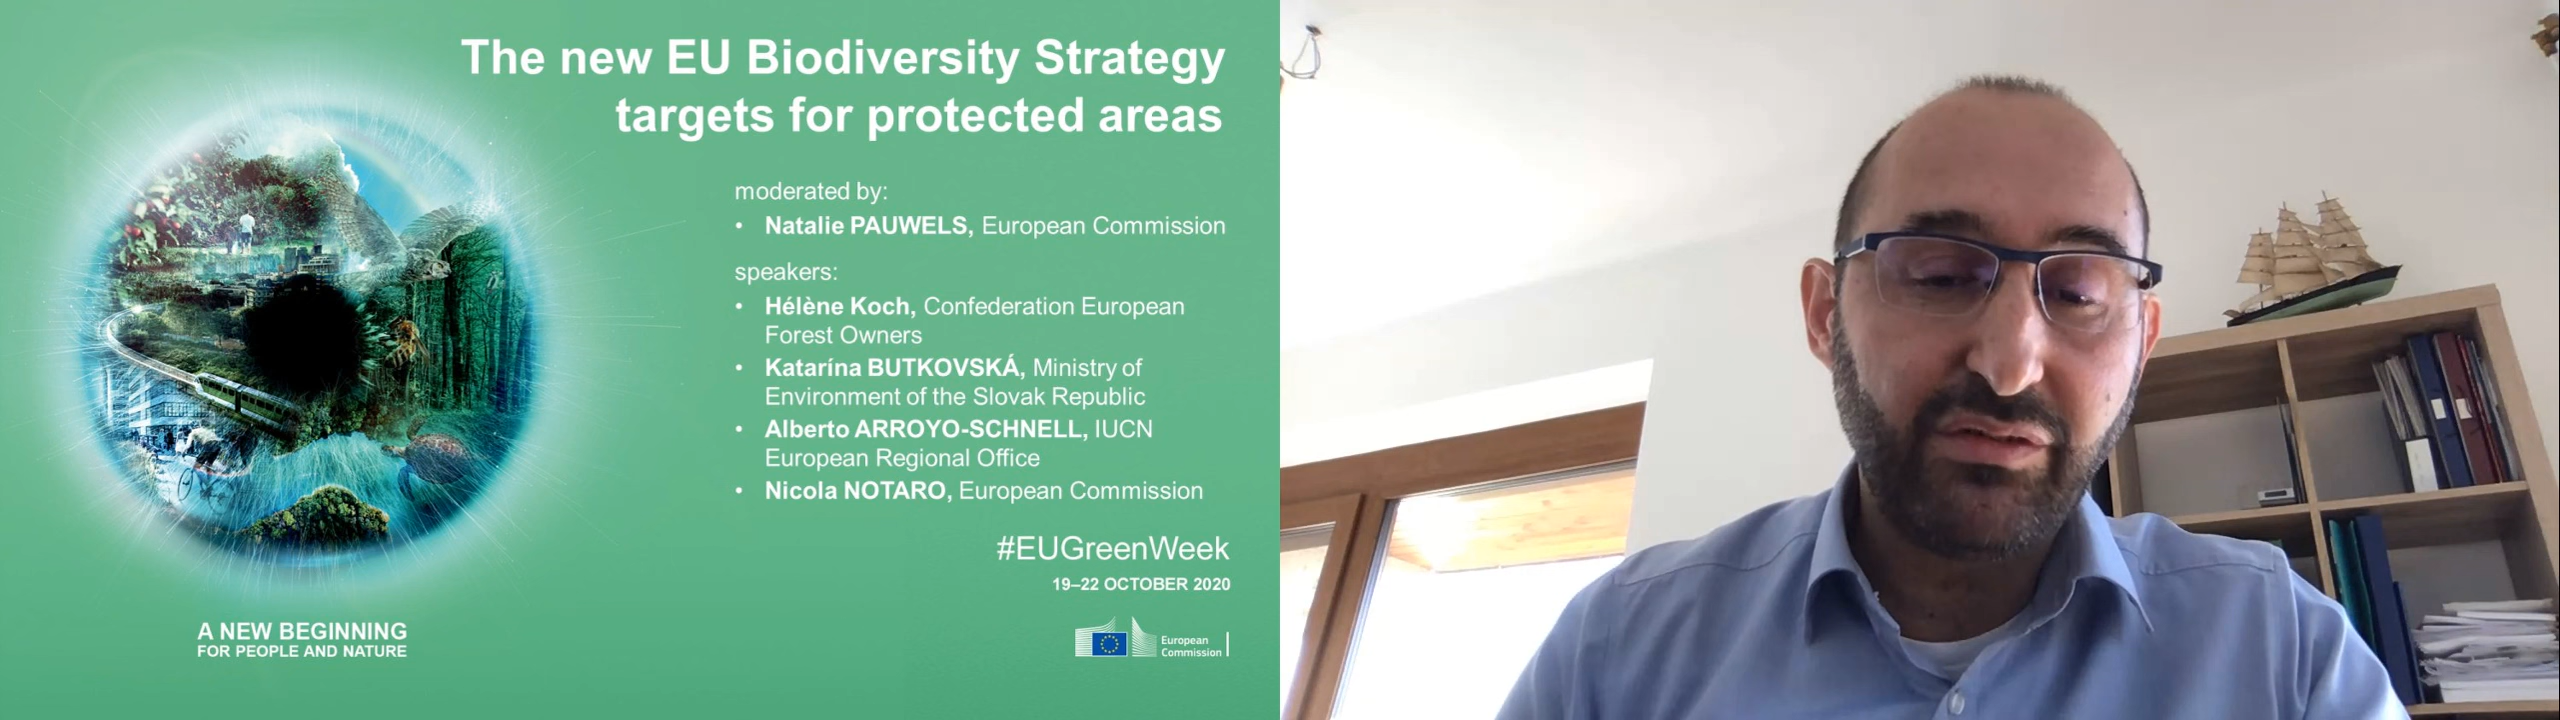 The new EU Biodiversity Strategy
targets for protected areas
moderated by:
• Natalie PAUWELS, European Commission
speakers:
• Hélène Koch, Confederation European
Forest Owners
• Katarína BUTKOVSKÁ, Ministry of
Environment of the Slovak Republic
• Alberto ARROYO-SCHNELL, IUCN
European Regional Office
• Nicola NOTARO, European Commission
#EUGreenWeek
19–22 OCTOBER 2020
A NEW BEGINNING
FOR PEOPLE AND NATURE
European
Commission